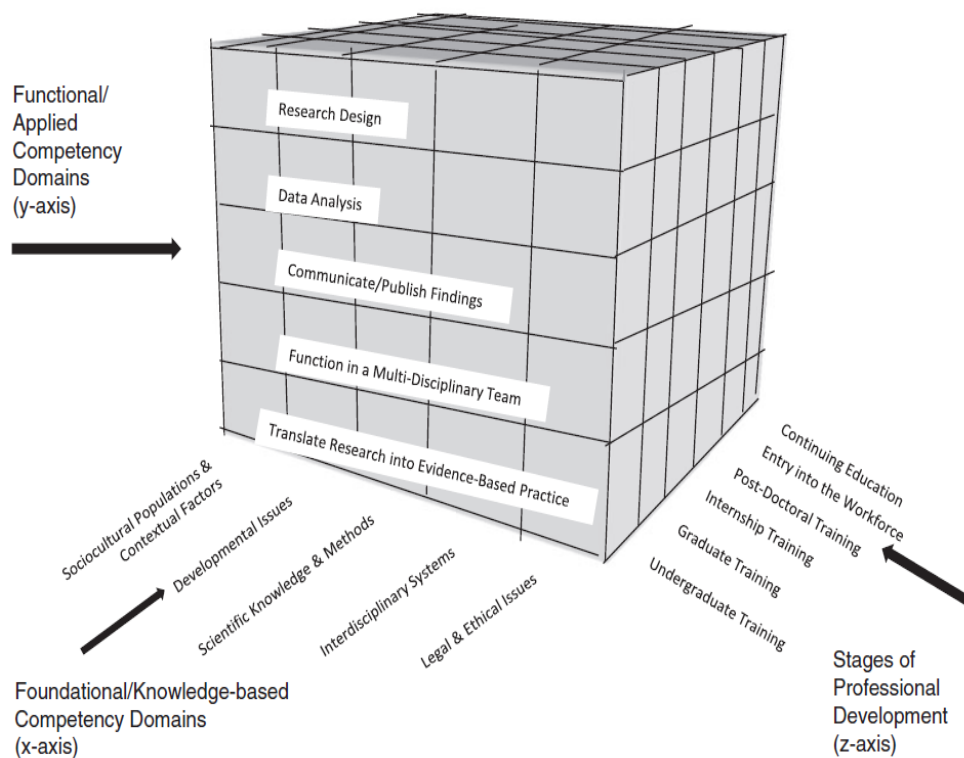 Functional/
Applied
Competency
Domains
(y-axis)
Research Design
Data Analysis
Communicate/Publish Findings
Function in a Multi-Disciplinary Team
Translate Research into Evidence-Based Practice
Sociocultural Populations &
Contextual Factors
Developmental Issues
Scientific Knowledge & Methods
Interdisciplinary Systems
Legal & Ethical Issues
Foundational/Knowledge-based
Competency Domains
(x-axis)
Continuing Education
Entry into the Workforce
Post-Doctoral Training
Internship Training
Graduate Training
Undergraduate Training
Stages of
Professional
Development
(z-axis)